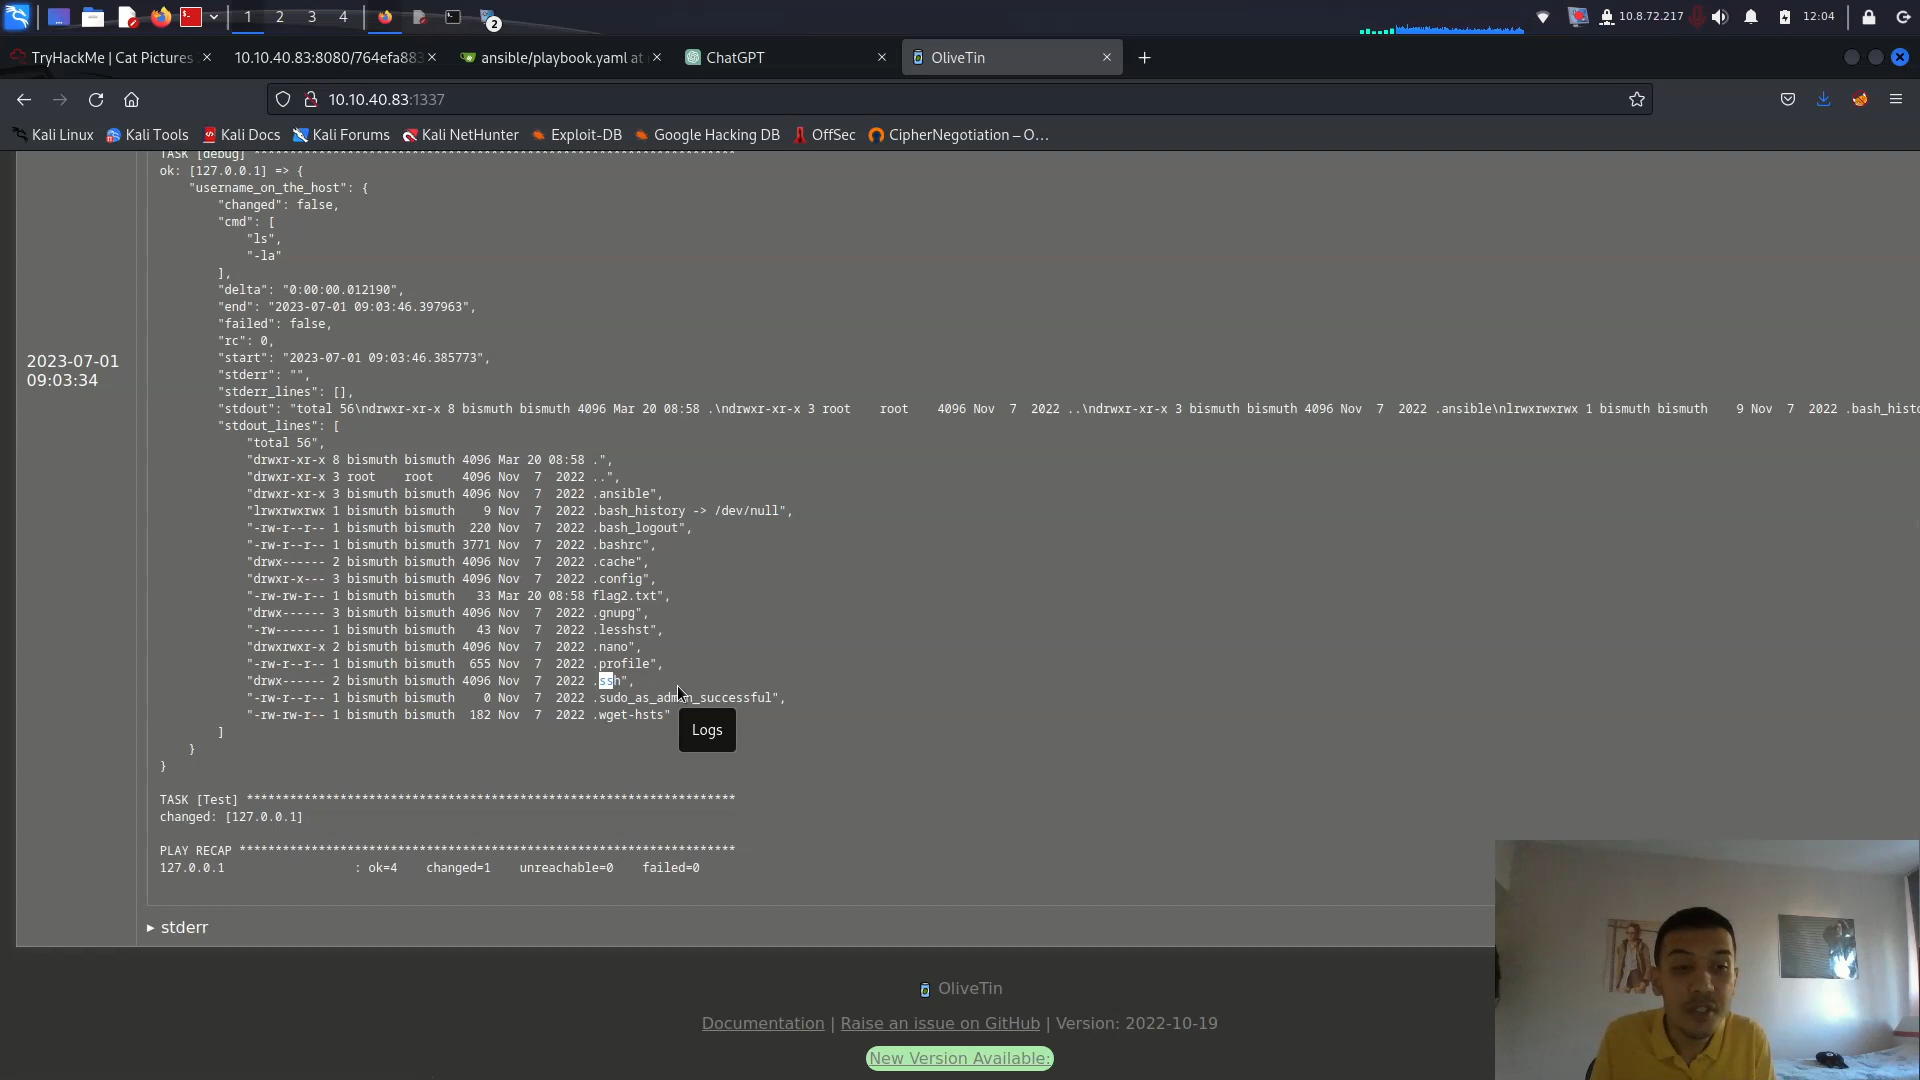 1 2 3 4 2 10.8.72.217 12:04
TryHackMe | Cat Pictures 10.10.40.83:8080/764efa883 ansible/playbook.yaml at ChatGPT OliveTin
10.10.40.83:1337
Kali Linux Kali Tools Kali Docs Kali Forums Kali NetHunter Exploit-DB Google Hacking DB OffSec CipherNegotiation – O…
TASK [debug] *******************************************************************
ok: [127.0.0.1] => {
"username_on_the_host": {
"changed": false,
"cmd": [
"ls",
"-la"
],
"delta": "0:00:00.012190",
"end": "2023-07-01 09:03:46.397963",
"failed": false,
"rc": 0,
"start": "2023-07-01 09:03:46.385773",
"stderr": "",
"stderr_lines": [],
"stdout": "total 56\ndrwxr-xr-x 8 bismuth bismuth 4096 Mar 20 08:58 .\ndrwxr-xr-x 3 root    root    4096 Nov  7  2022 ..\ndrwxr-xr-x 3 bismuth bismuth 4096 Nov  7  2022 .ansible\nlrwxrwxrwx 1 bismuth bismuth    9 Nov  7  2022 .bash_histo
"stdout_lines": [
"total 56",
"drwxr-xr-x 8 bismuth bismuth 4096 Mar 20 08:58 .",
"drwxr-xr-x 3 root    root    4096 Nov  7  2022 ..",
"drwxr-xr-x 3 bismuth bismuth 4096 Nov  7  2022 .ansible",
"lrwxrwxrwx 1 bismuth bismuth    9 Nov  7  2022 .bash_history -> /dev/null",
"-rw-r--r-- 1 bismuth bismuth  220 Nov  7  2022 .bash_logout",
"-rw-r--r-- 1 bismuth bismuth 3771 Nov  7  2022 .bashrc",
"drwx------ 2 bismuth bismuth 4096 Nov  7  2022 .cache",
"drwxr-x--- 3 bismuth bismuth 4096 Nov  7  2022 .config",
"-rw-rw-r-- 1 bismuth bismuth   33 Mar 20 08:58 flag2.txt",
"drwx------ 3 bismuth bismuth 4096 Nov  7  2022 .gnupg",
"-rw------- 1 bismuth bismuth   43 Nov  7  2022 .lesshst",
"drwxrwxr-x 2 bismuth bismuth 4096 Nov  7  2022 .nano",
"-rw-r--r-- 1 bismuth bismuth  655 Nov  7  2022 .profile",
"drwx------ 2 bismuth bismuth 4096 Nov  7  2022 .ssh",
"-rw-r--r-- 1 bismuth bismuth    0 Nov  7  2022 .sudo_as_admin_successful",
"-rw-rw-r-- 1 bismuth bismuth  182 Nov  7  2022 .wget-hsts"
]
}
}
2023-07-01
09:03:34
Logs
TASK [Test] ********************************************************************
changed: [127.0.0.1]
PLAY RECAP *********************************************************************
127.0.0.1                  : ok=4    changed=1    unreachable=0    failed=0
stderr
OliveTin
Documentation | Raise an issue on GitHub | Version: 2022-10-19
New Version Available: